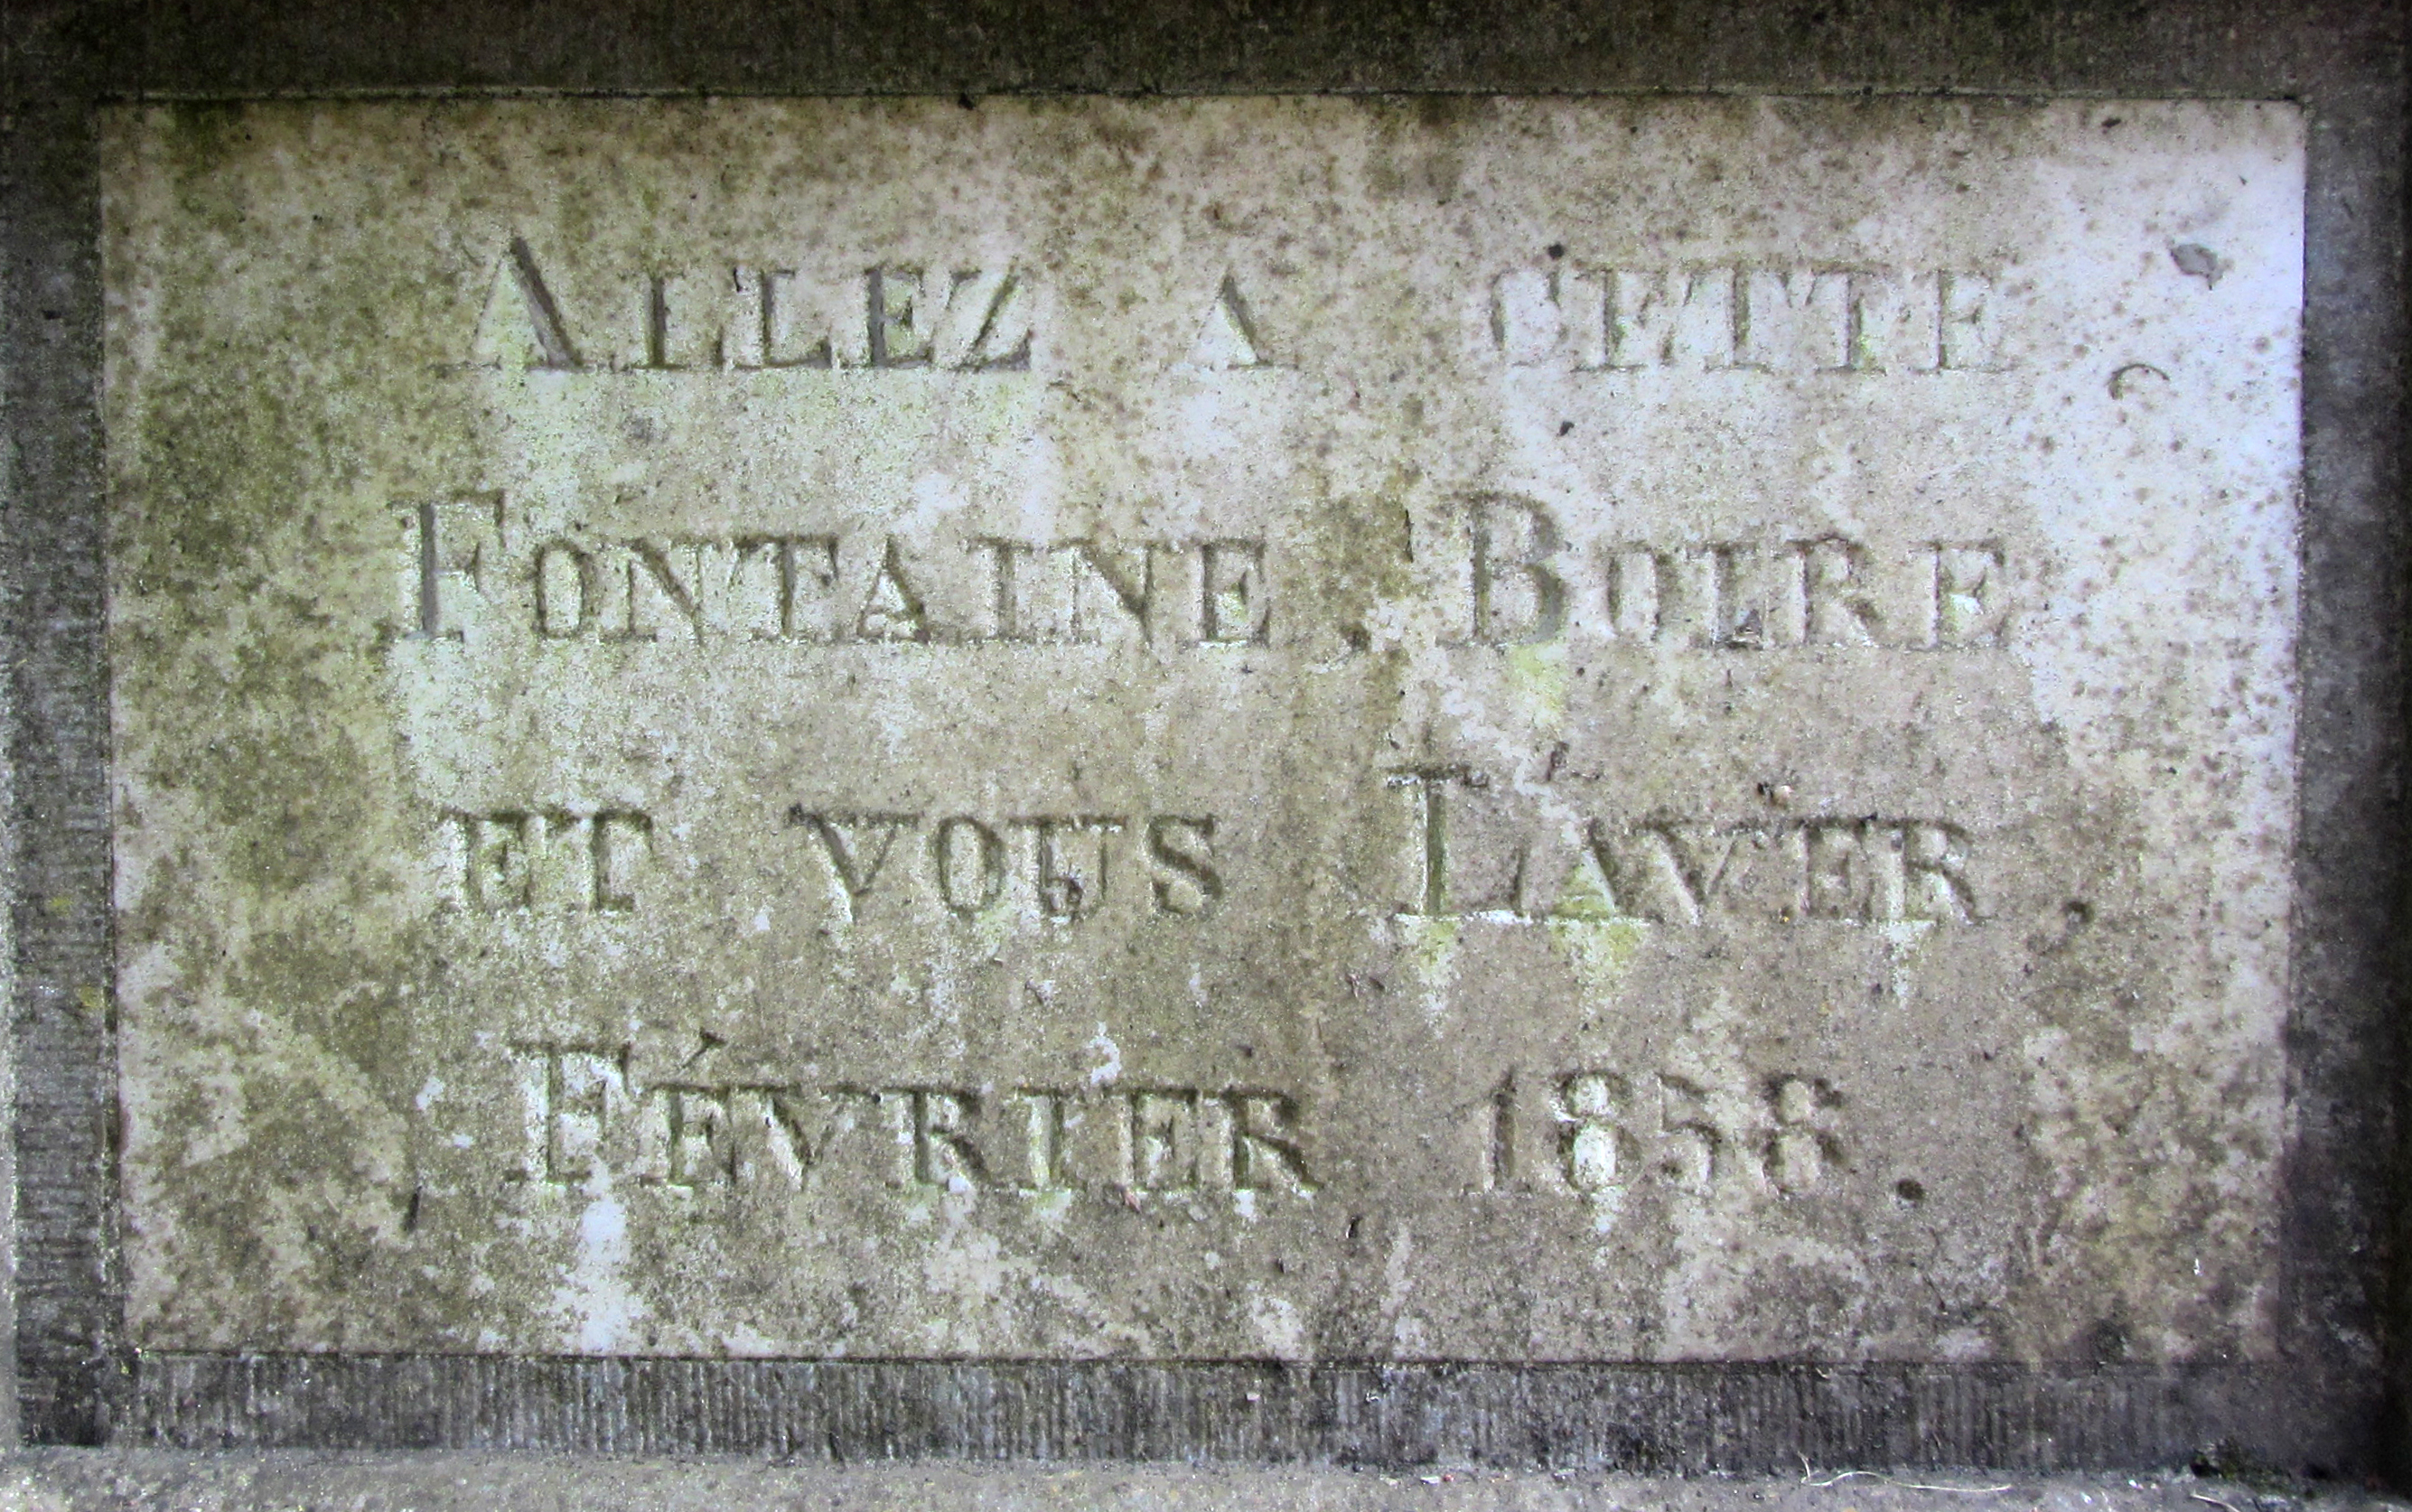 ALLEZ A CETTE
FONTAINE, BOIRE
ET VOUS LAVER.
FÉVRIER 1858.